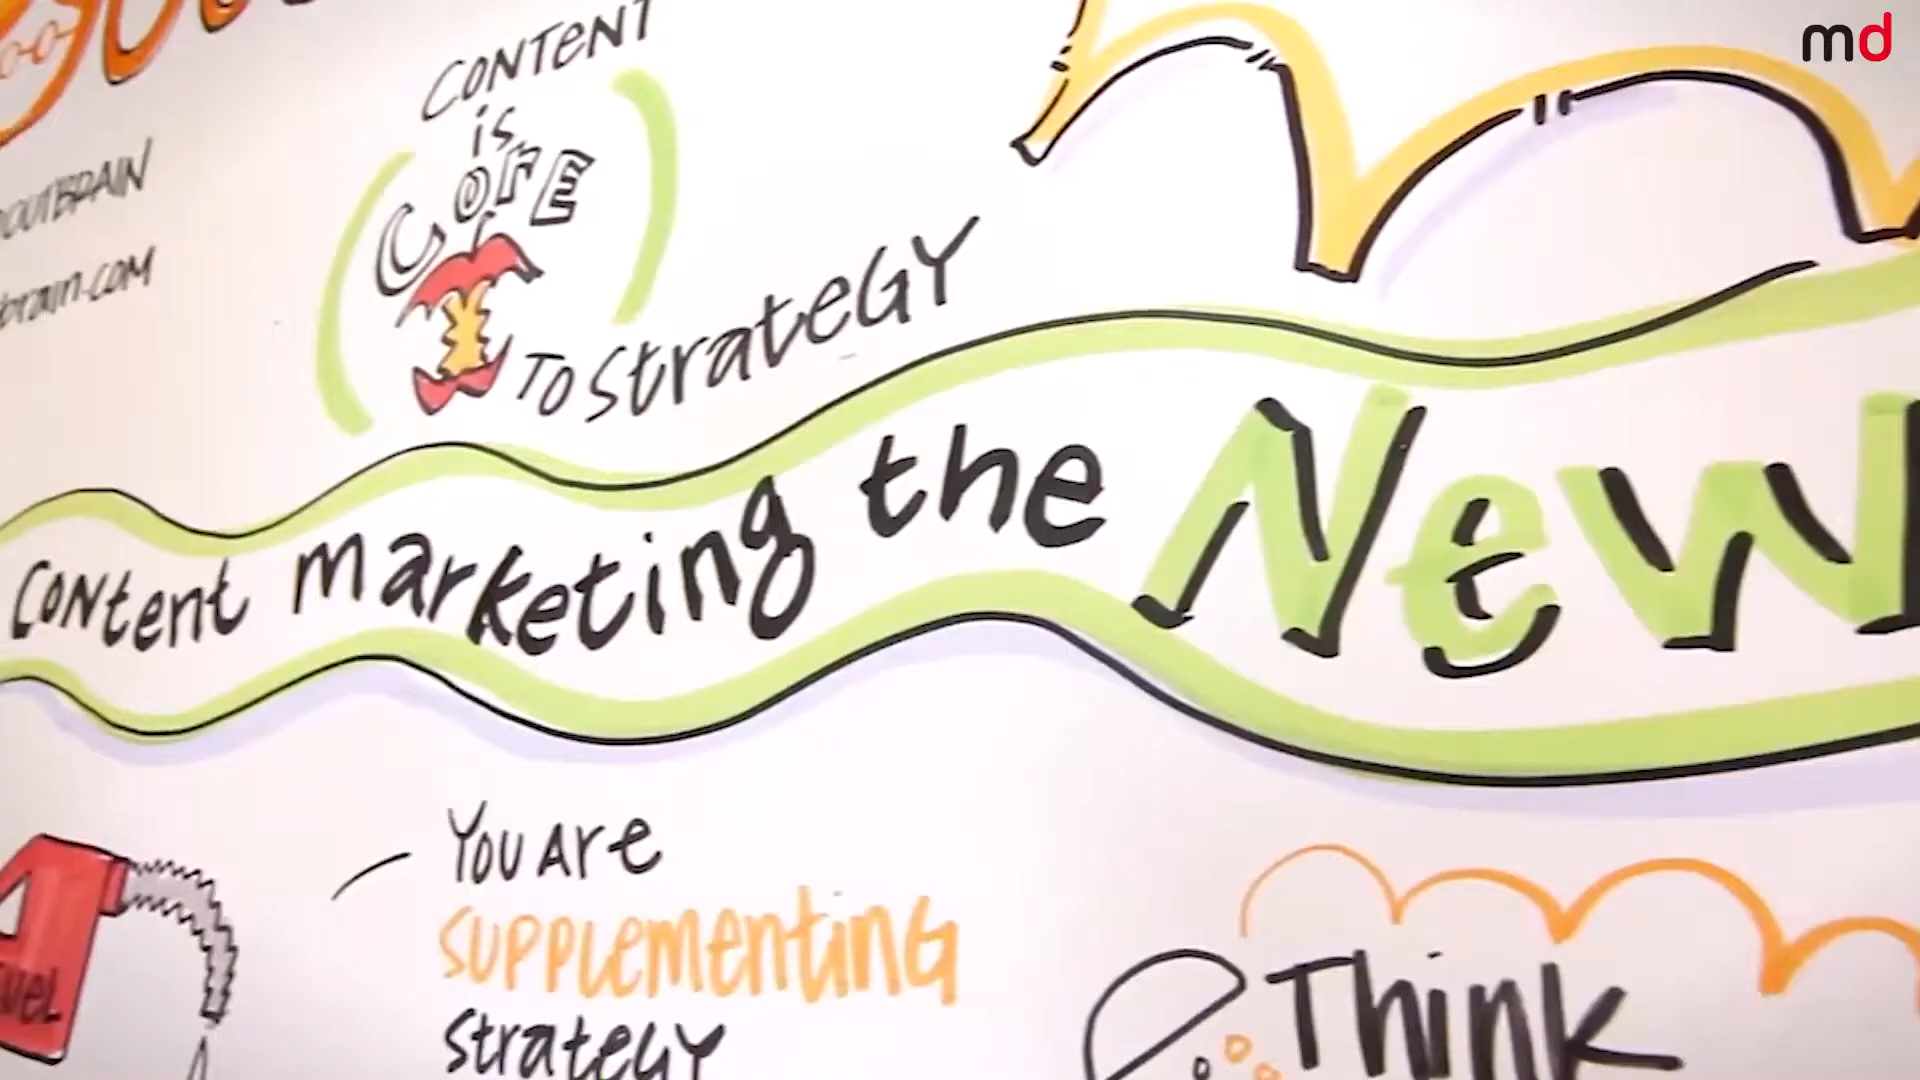 md
CONTENT
is
CORE
TO STRATEGY
OUTBRAIN
brain.com
Content marketing the New
YOU ARE
SUPPLEMENTING
STRATEGY
Think